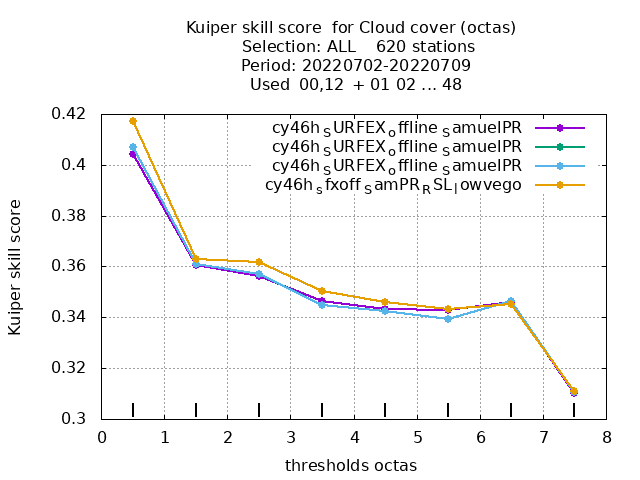 Kuiper skill score  for Cloud cover (octas)
Selection: ALL    620 stations
Period: 20220702-20220709
Used  00,12  + 01 02 ... 48
cy46h_SURFEX_offline_SamuelPR
cy46h_SURFEX_offline_SamuelPR
cy46h_SURFEX_offline_SamuelPR
cy46h_sfxoff_SamPR_RSL_lowvego
Kuiper skill score
0.42
0.4
0.38
0.36
0.34
0.32
0.3
0 1 2 3 4 5 6 7 8
thresholds octas